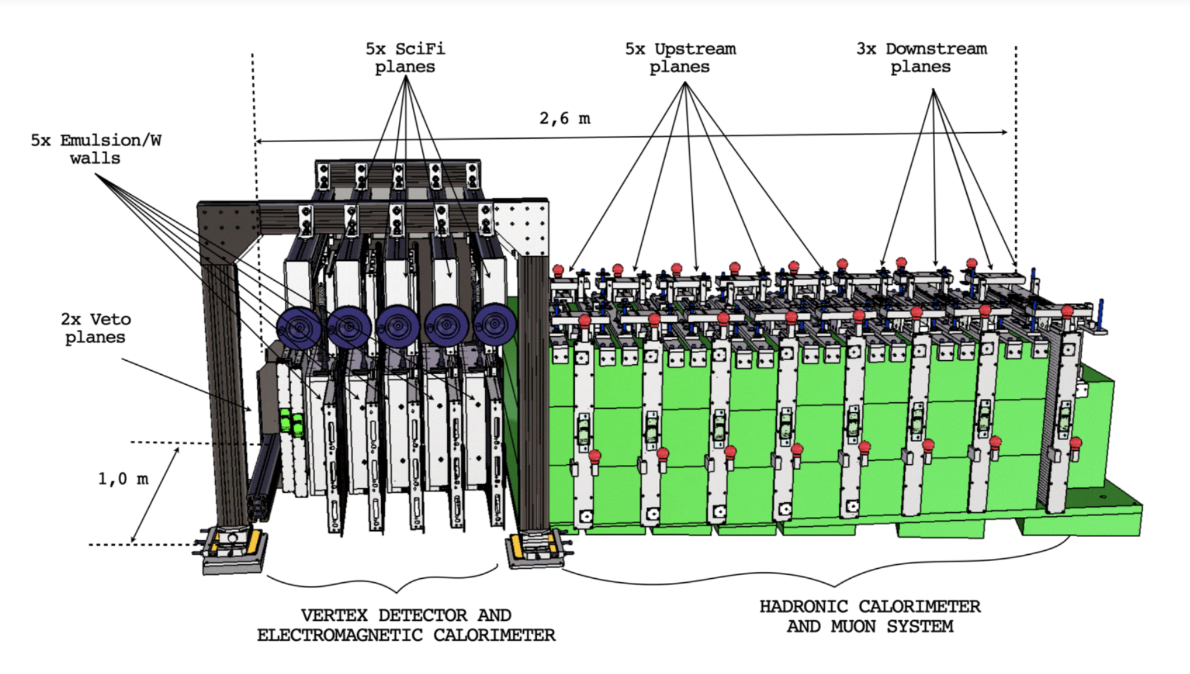 5x SciFi
planes
5x Upstream
planes
3x Downstream
planes
2,6 m
5x Emulsion/W
walls
2x Veto
planes
1,0 m
VERTEX DETECTOR AND
ELECTROMAGNETIC CALORIMETER
HADRONIC CALORIMETER
AND MUON SYSTEM